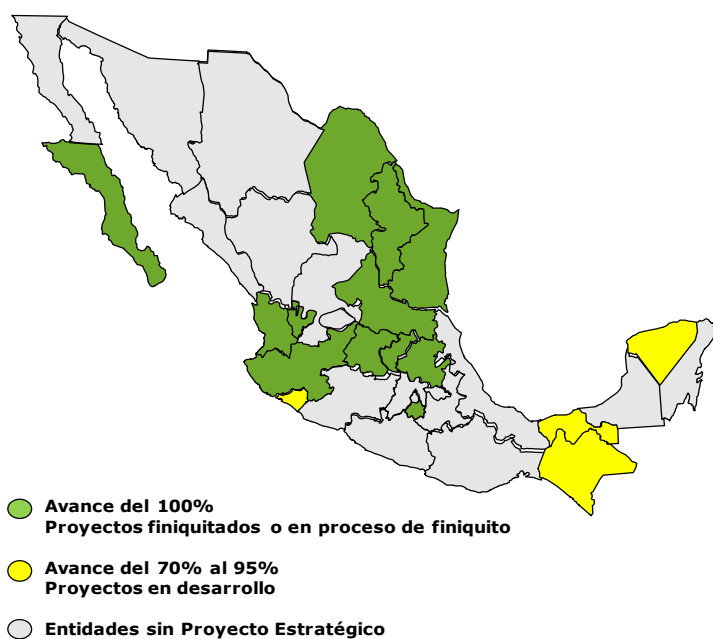 Avance del 100%
Proyectos finiquitados o en proceso de finiquito
Avance del 70% al 95%
Proyectos en desarrollo
Entidades sin Proyecto Estratégico